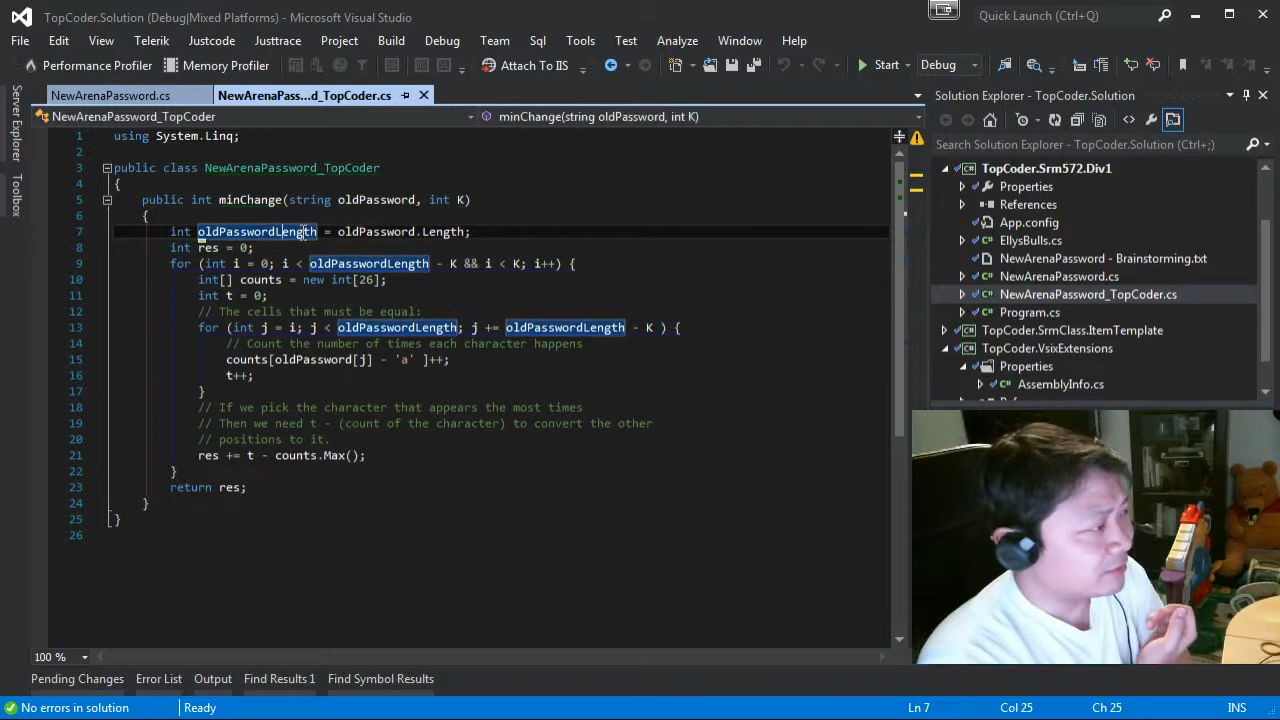 TopCoder.Solution (Debug|Mixed Platforms) - Microsoft Visual Studio
Quick Launch (Ctrl+Q)
File Edit View Telerik Justcode Justtrace Project Build Debug Team Sql Tools Test Analyze Window Help
Performance Profiler Memory Profiler Attach To IIS Start Debug
NewArenaPassword.cs NewArenaPass...d_TopCoder.cs
NewArenaPassword_TopCoder minChange(string oldPassword, int K)
Server Explorer
Toolbox
1 using System.Linq;
2
3 public class NewArenaPassword_TopCoder
4 {
5 public int minChange(string oldPassword, int K)
6 {
7 int oldPasswordLength = oldPassword.Length;
8 int res = 0;
9 for (int i = 0; i < oldPasswordLength - K && i < K; i++) {
10 int[] counts = new int[26];
11 int t = 0;
12 // The cells that must be equal:
13 for (int j = i; j < oldPasswordLength; j += oldPasswordLength - K ) {
14 // Count the number of times each character happens
15 counts[oldPassword[j] - 'a' ]++;
16 t++;
17 }
18 // If we pick the character that appears the most times
19 // Then we need t - (count of the character) to convert the other
20 // positions to it.
21 res += t - counts.Max();
22 }
23 return res;
24 }
25 }
26
100 %
Solution Explorer - TopCoder.Solution
Search Solution Explorer - TopCoder.Solution (Ctrl+;)
TopCoder.Srm572.Div1
Properties
References
App.config
EllysBulls.cs
NewArenaPassword - Brainstorming.txt
NewArenaPassword.cs
NewArenaPassword_TopCoder.cs
Program.cs
TopCoder.SrmClass.ItemTemplate
TopCoder.VsixExtensions
Properties
AssemblyInfo.cs
Pending Changes Error List Output Find Results 1 Find Symbol Results
No errors in solution Ready Ln 7 Col 25 Ch 25 INS